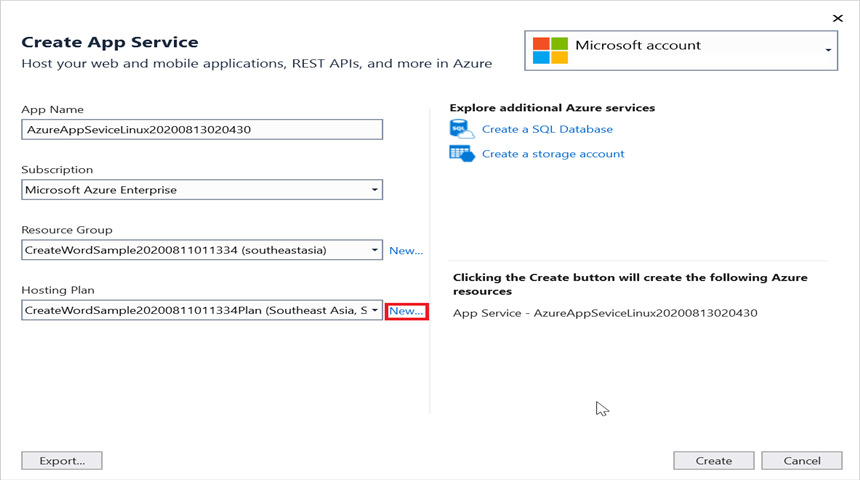 Create App Service
Host your web and mobile applications, REST APIs, and more in Azure
Microsoft account
App Name
AzureAppSeviceLinux20200813020430
Subscription
Microsoft Azure Enterprise
Resource Group
CreateWordSample20200811011334 (southeastasia)
New...
Hosting Plan
CreateWordSample20200811011334Plan (Southeast Asia, S
New...
Explore additional Azure services
SQL
Create a SQL Database
Create a storage account
Clicking the Create button will create the following Azure
resources
App Service - AzureAppSeviceLinux20200813020430
Export...
Create
Cancel